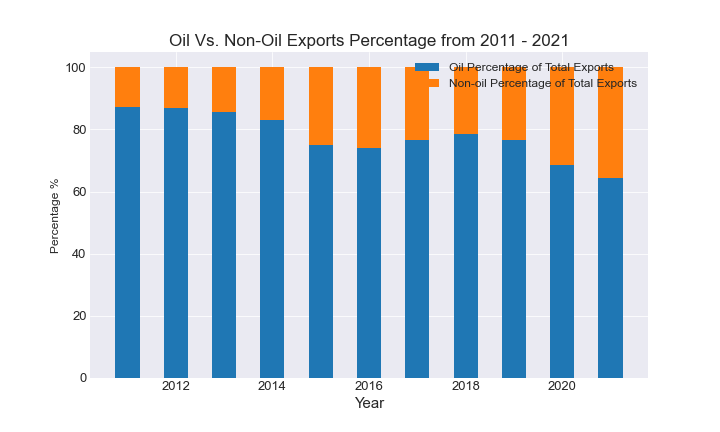 Oil Vs. Non-Oil Exports Percentage from 2011 - 2021
Oil Percentage of Total Exports
Non-oil Percentage of Total Exports
Percentage %
100
80
60
40
20
0
2012 2014 2016 2018 2020
Year